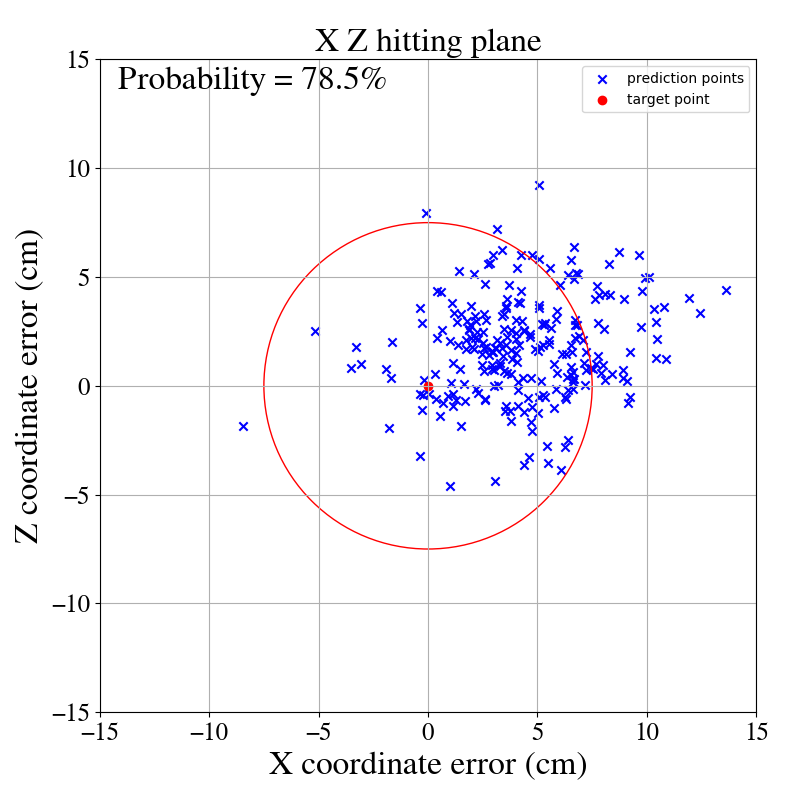 X Z hitting plane
Probability = 78.5%
prediction points
target point
Z coordinate error (cm)
15
10
5
0
−5
−10
−15
−15
−10
−5
0
5
10
15
X coordinate error (cm)